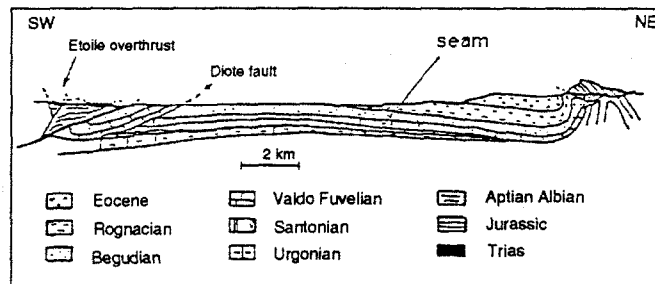 SW
NE
Etoile overthrust
seam
Diote fault
2 km
Eocene
Valdo Fuvelian
Aptian Albian
Rognacian
Santonian
Jurassic
Begudian
Urgonian
Trias